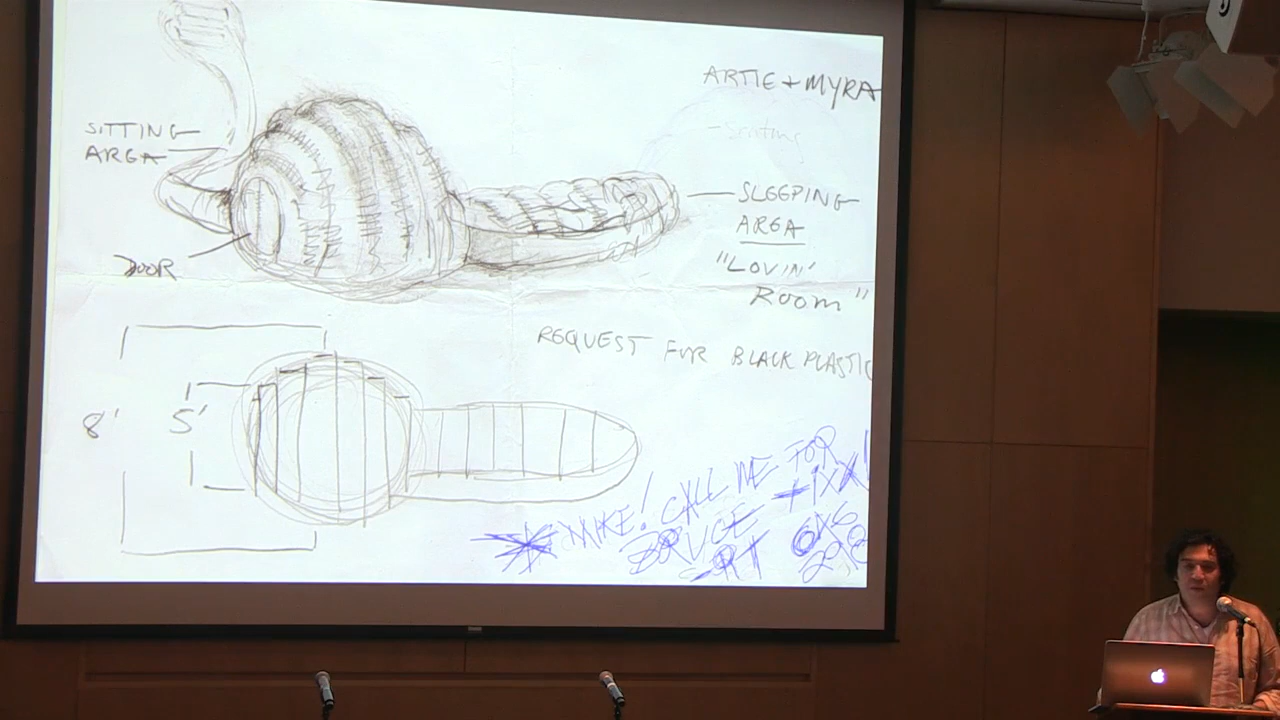 ARTIE + MYRA
SITTING
AREA
SLEEPING
AREA
"LOVIN'
ROOM"
DOOR
REQUEST FOR BLACK PLASTIC
8'
5'
MIKE! CALL ME FOR
BRUCE